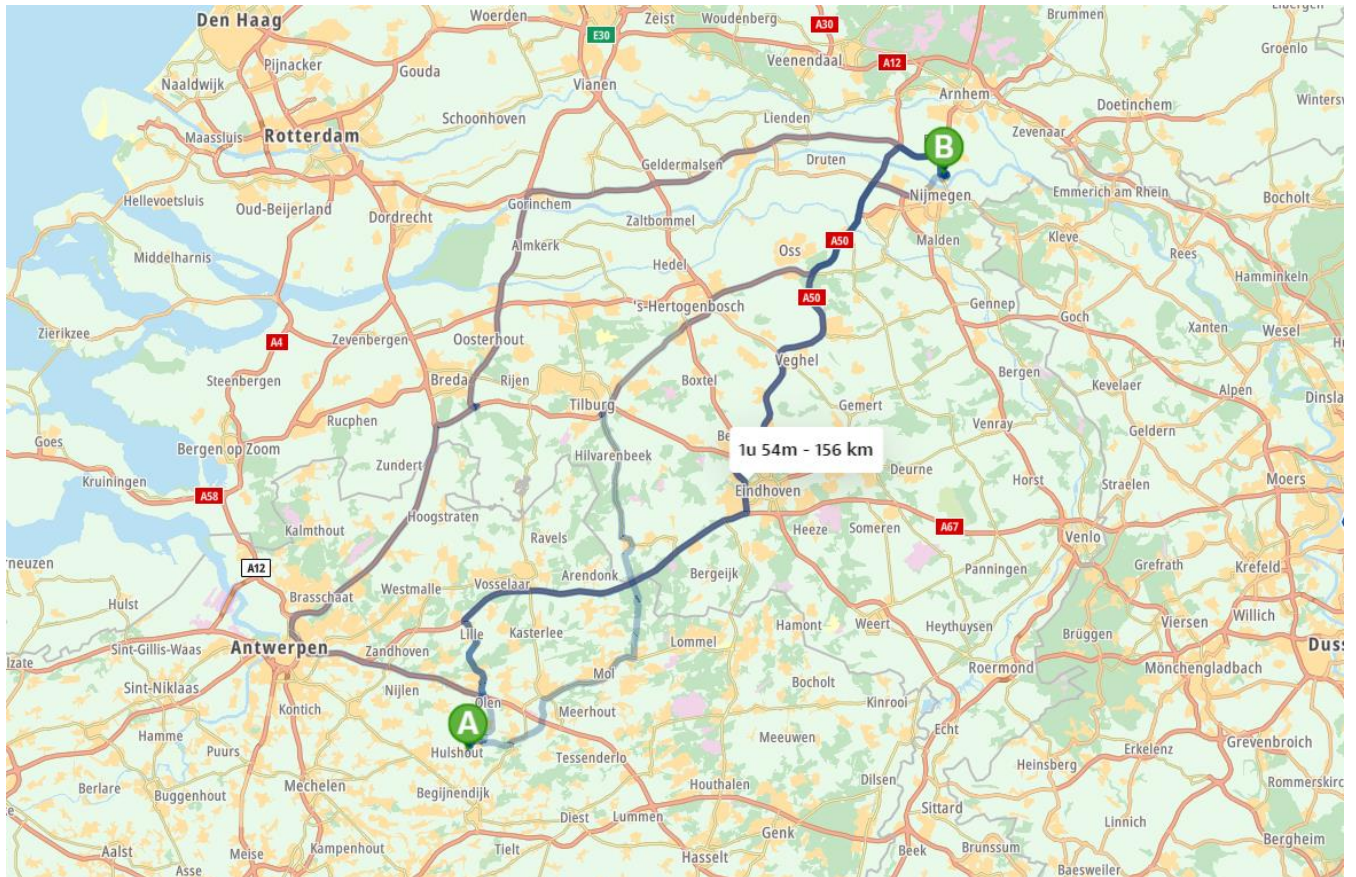 Den Haag
Woerden
Zeist
Woudenberg
A30
Brummen
Eibergen
E30
Groenlo
Pijnacker
Gouda
Vianen
Veenendaal
A12
Naaldwijk
Arnhem
Doetinchem
Maassluis
Rotterdam
Schoonhoven
Lienden
Zevenaar
B
Hellevoetsluis
Oud-Beijerland
Dordrecht
Gorinchem
Geldermalsen
Druten
Nijmegen
Emmerich am Rhein
Bocholt
Zaltbommel
Middelharnis
Almkerk
Hedel
Oss
A50
Malden
Kleve
Rees
Hamminkeln
A50
Zierikzee
A4
Zevenbergen
Oosterhout
's-Hertogenbosch
Gennep
Goch
Xanten
Wesel
Steenbergen
Breda
Rijen
Boxtel
Veghel
Bergen
Kevelaer
Alpen
Goes
Rucphen
Tilburg
Gemert
Bergen op Zoom
Venray
Geldern
Kruiningen
Zundert
Hilvarenbeek
1u 54m - 156 km
Deurne
Horst
Straelen
Moers
A58
Eindhoven
Hoogstraten
Kalmthout
Ravels
Heeze
Someren
A67
Venlo
A12
Hulst
Brasschaat
Westmalle
Vosselaar
Arendonk
Bergeijk
Panningen
Grefrath
Krefeld
Willich
Sint-Gillis-Waas
Antwerpen
Zandhoven
Lille
Kasterlee
Lommel
Hamont
Weert
Heythuysen
Brüggen
Viersen
Roermond
Mönchengladbach
Sint-Niklaas
Nijlen
Kontich
Olen
Mol
Bocholt
Kinrooi
Echt
A
Hamme
Puurs
Hulshout
Meerhout
Meeuwen
Tessenderlo
Erkelenz
Grevenbroich
Heinsberg
Berlare
Buggenhout
Mechelen
Begijnendijk
Houthalen
Dilsen
Sittard
Aalst
Asse
Meise
Kampenhout
Tielt
Diest
Lummen
Hasselt
Genk
Beek
Brunssum
Linnich
Baesweiler
Bergheim